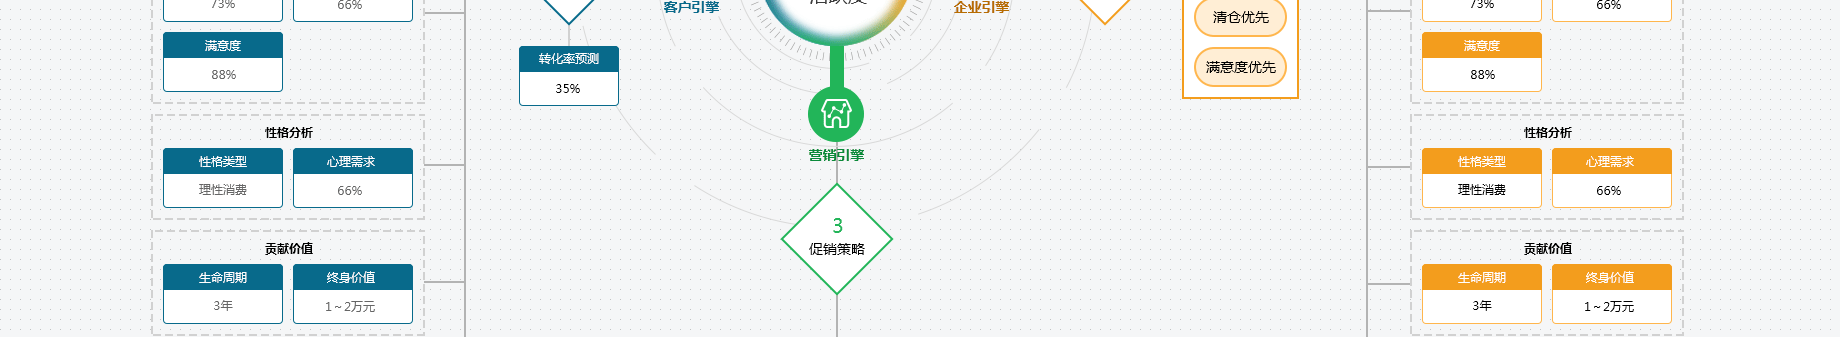 73%
66%
客户引擎
活跃度
企业引擎
清仓优先
73%
66%
满意度
88%
转化率预测
35%
满意度优先
满意度
88%
营销引擎
性格分析
性格类型
心理需求
理性消费
66%
性格分析
性格类型
心理需求
理性消费
66%
3
促销策略
贡献价值
生命周期
终身价值
3年
1~2万元
贡献价值
生命周期
终身价值
3年
1~2万元